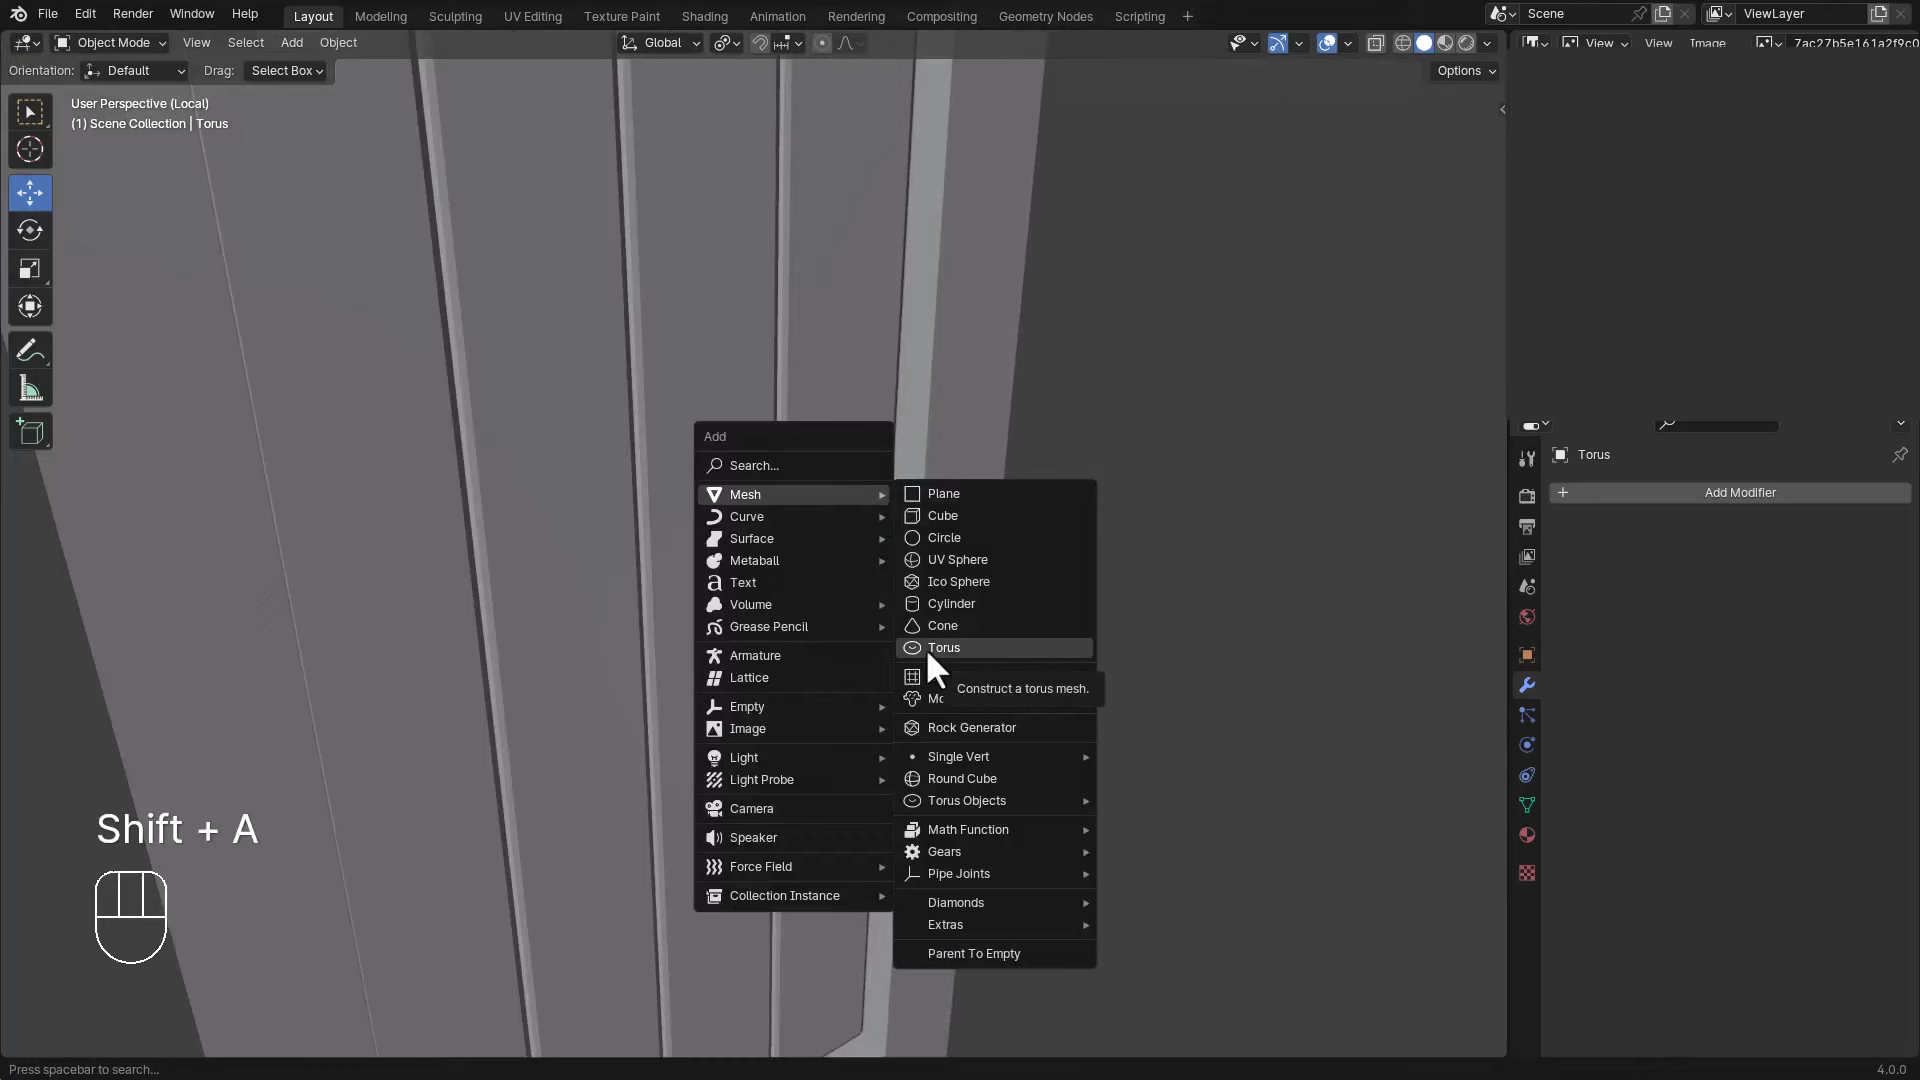 File Edit Render Window Help
Layout Modeling Sculpting UV Editing Texture Paint Shading Animation Rendering Compositing Geometry Nodes Scripting +
Scene
ViewLayer
Object Mode View Select Add Object
Global
View View Image 7ac27b5e161a2f9c0
Orientation: Default Drag: Select Box
Options
User Perspective (Local)
(1) Scene Collection | Torus
Add
Search...
Mesh
Curve
Surface
Metaball
Text
Volume
Grease Pencil
Armature
Lattice
Empty
Image
Light
Light Probe
Camera
Speaker
Force Field
Collection Instance
Plane
Cube
Circle
UV Sphere
Ico Sphere
Cylinder
Cone
Torus
Construct a torus mesh.
Rock Generator
Single Vert
Round Cube
Torus Objects
Math Function
Gears
Pipe Joints
Diamonds
Extras
Parent To Empty
Torus
Add Modifier
Shift + A
Press spacebar to search...
4.0.0